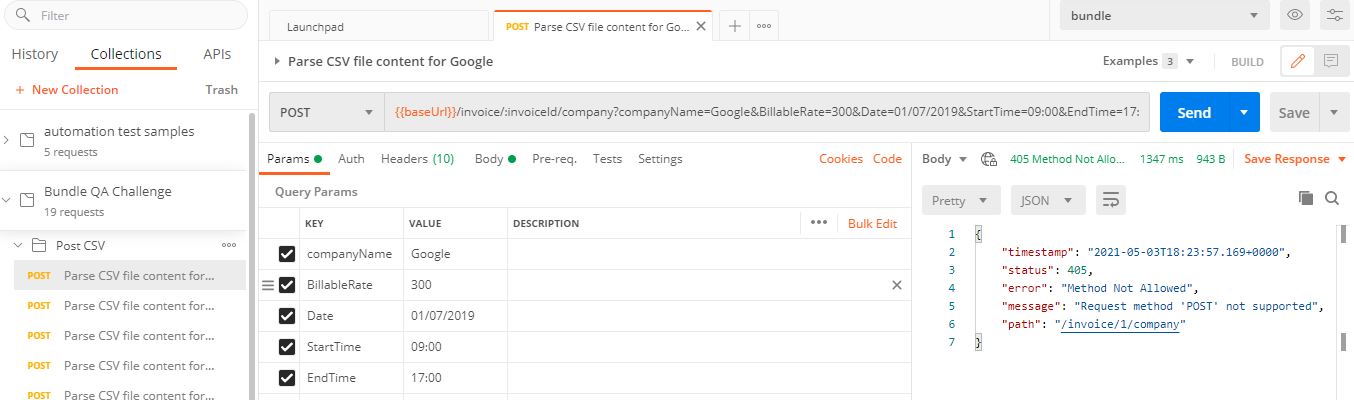 Filter
History Collections APIs
+ New Collection Trash
automation test samples
5 requests
Bundle QA Challenge
19 requests
Post CSV
POST Parse CSV file content for...
POST Parse CSV file content for...
POST Parse CSV file content for...
POST Parse CSV file content for...
POST Parse CSV file content for...
Launchpad
POST Parse CSV file content for Go...
bundle
Parse CSV file content for Google
Examples 3
BUILD
POST
{{baseUrl}}/invoice/:invoiceId/company?companyName=Google&BillableRate=300&Date=01/07/2019&StartTime=09:00&EndTime=17:
Send
Save
Params Auth Headers (10) Body Pre-req. Tests Settings Cookies Code
Query Params
KEY VALUE DESCRIPTION Bulk Edit
companyName Google
BillableRate 300
Date 01/07/2019
StartTime 09:00
EndTime 17:00
Body 405 Method Not Allo... 1347 ms 943 B Save Response
Pretty JSON
1 {
2 "timestamp": "2021-05-03T18:23:57.169+0000",
3 "status": 405,
4 "error": "Method Not Allowed",
5 "message": "Request method 'POST' not supported",
6 "path": "/invoice/1/company"
7 }